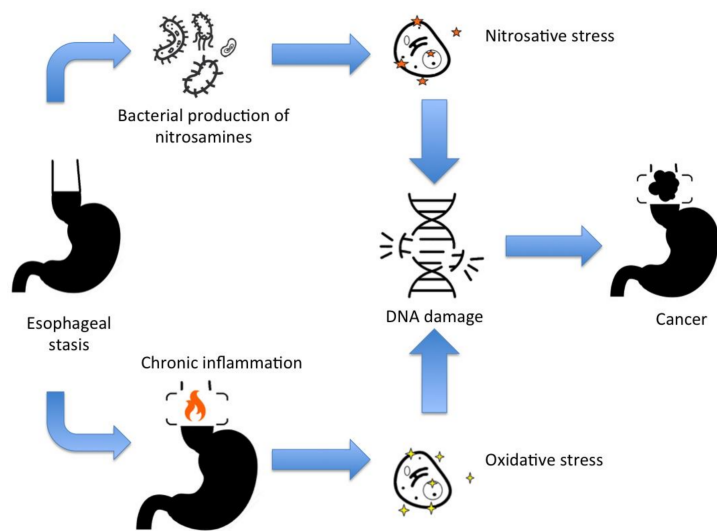 Nitrosative stress
Bacterial production of
nitrosamines
Esophageal
stasis
DNA damage
Cancer
Chronic inflammation
Oxidative stress